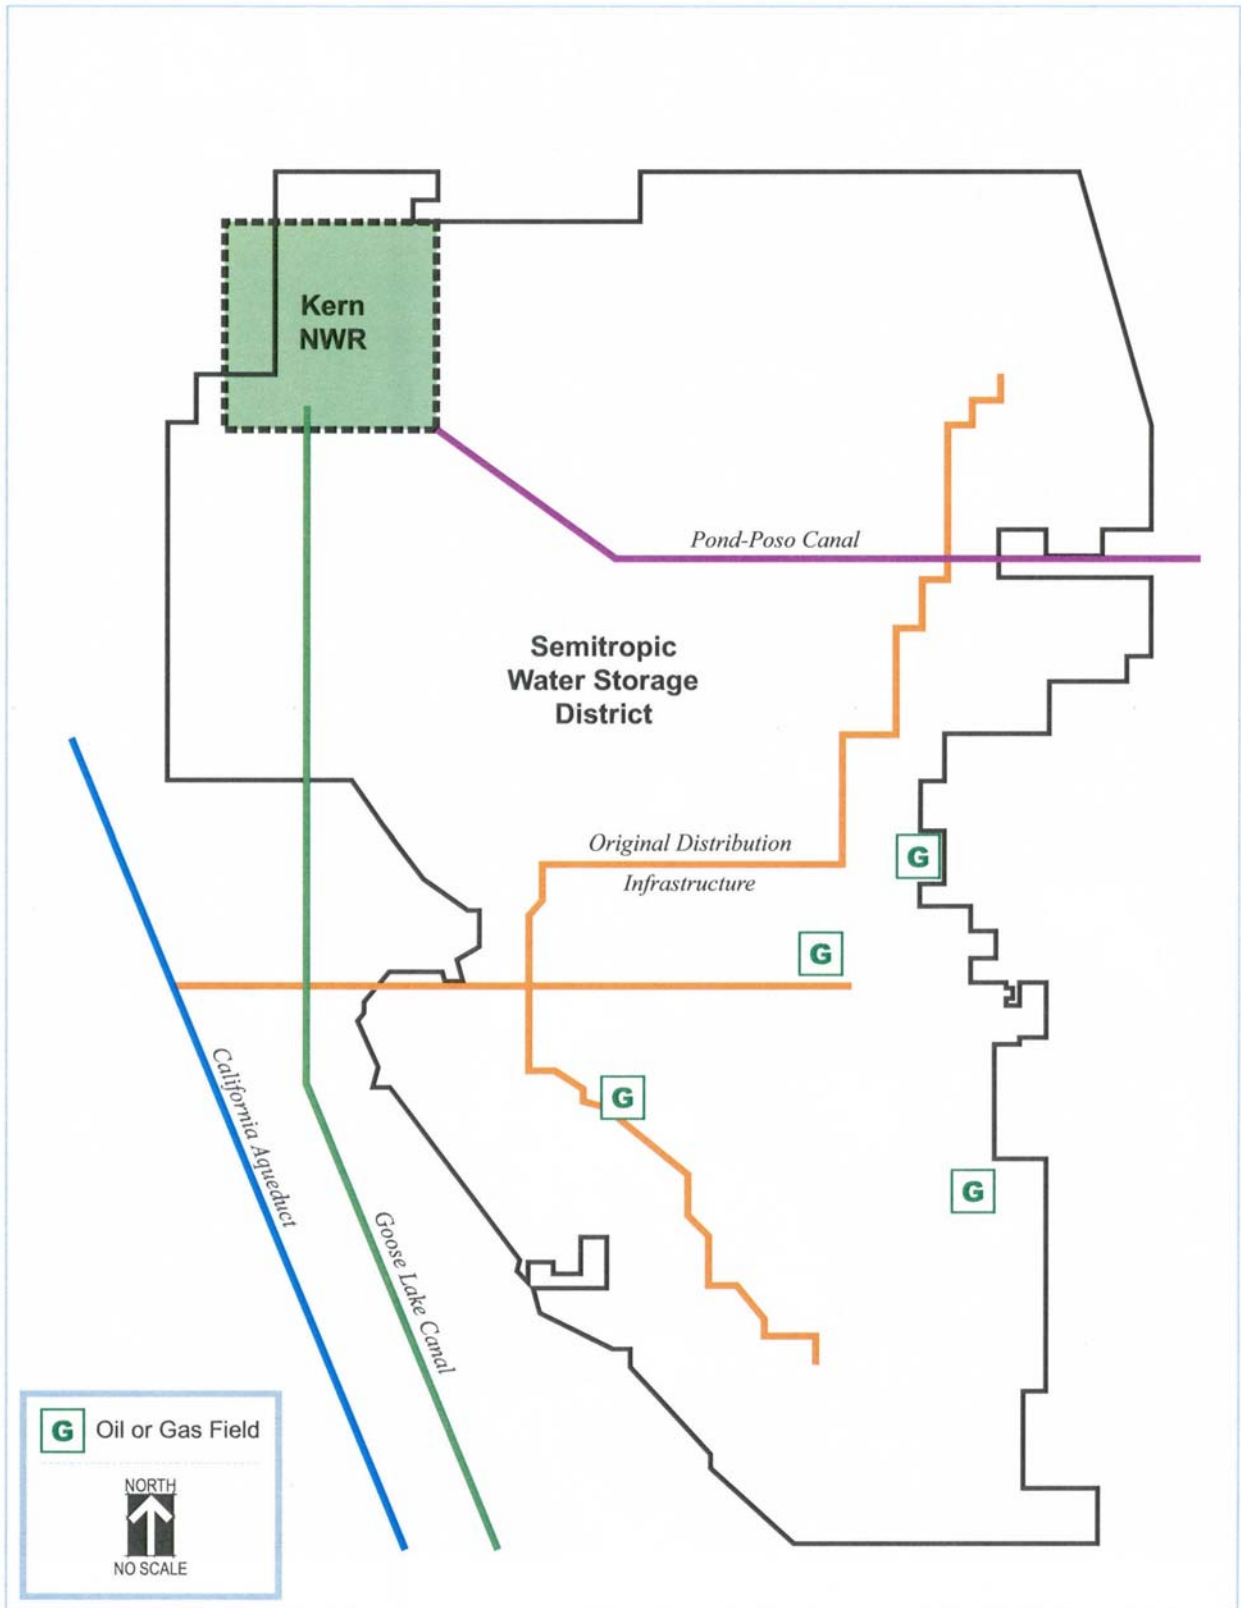 Kern
NWR
Pond-Poso Canal
Semitropic
Water Storage
District
Original Distribution
Infrastructure
G
G
California Aqueduct
G
G
Goose Lake Canal
G Oil or Gas Field
NORTH
NO SCALE